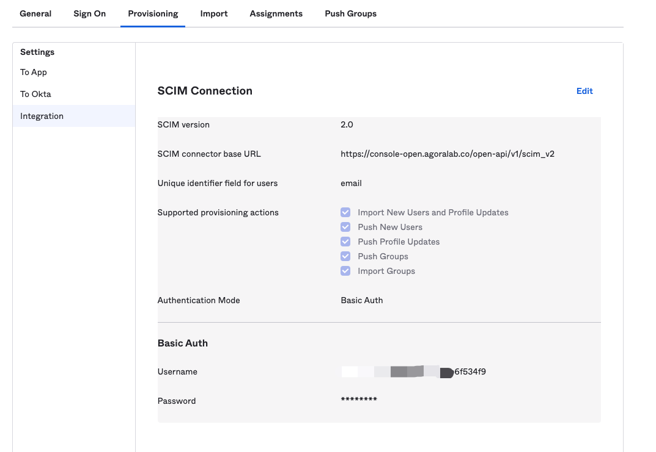 General Sign On Provisioning Import Assignments Push Groups
Settings
To App
To Okta
Integration
SCIM Connection Edit
SCIM version 2.0
SCIM connector base URL https://console-open.agoralab.co/open-api/v1/scim_v2
Unique identifier field for users email
Supported provisioning actions Import New Users and Profile Updates
Push New Users
Push Profile Updates
Push Groups
Import Groups
Authentication Mode Basic Auth
Basic Auth
Username 6f534f9
Password ********